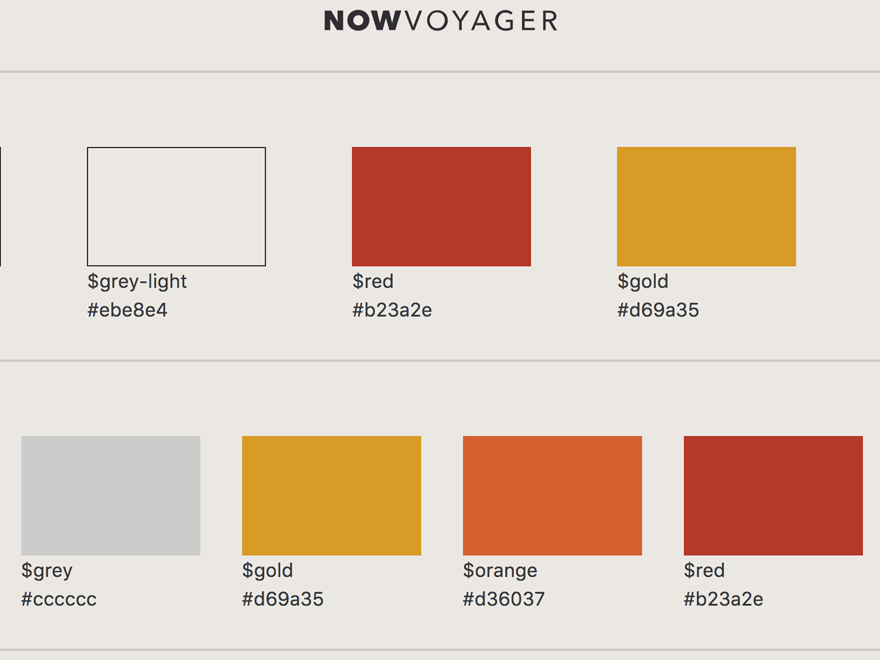 NOWVOYAGER
$grey-light
#ebe8e4
$red
#b23a2e
$gold
#d69a35
$grey
#cccccc
$gold
#d69a35
$orange
#d36037
$red
#b23a2e